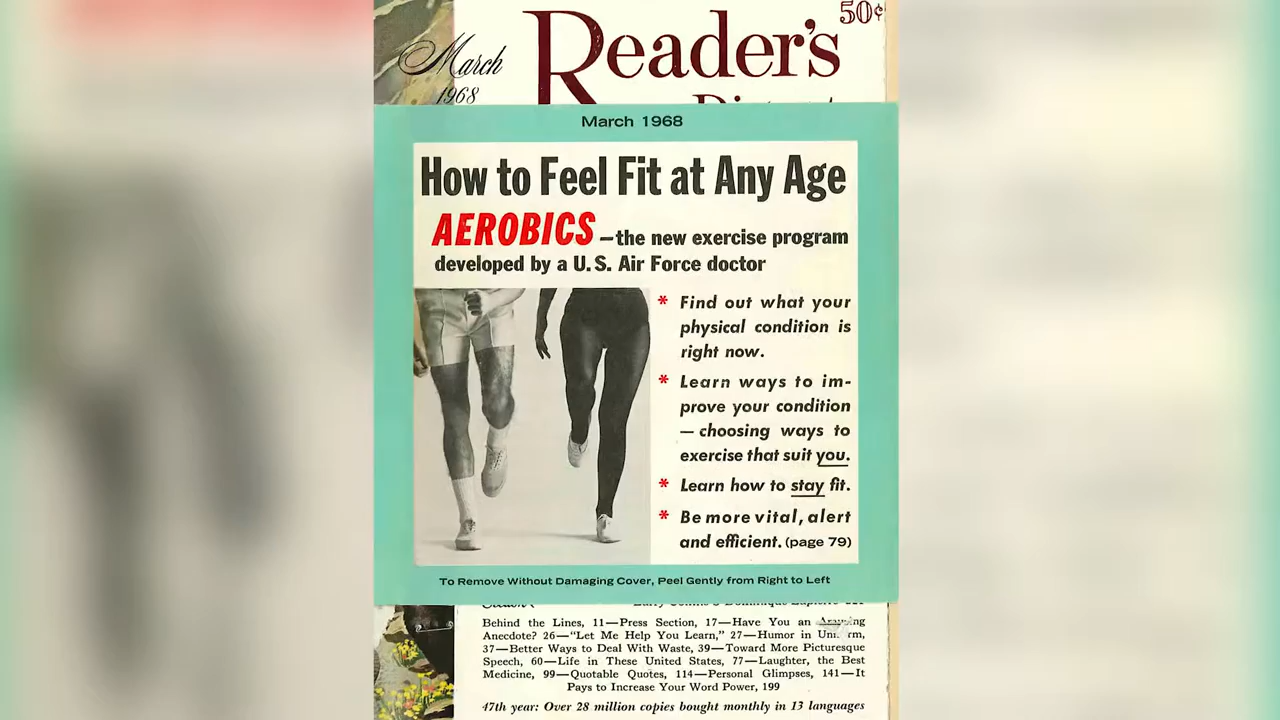 50¢
March
1968
Reader's
March 1968
How to Feel Fit at Any Age
AEROBICS —the new exercise program
developed by a U. S. Air Force doctor
* Find out what your
physical condition is
right now.
* Learn ways to im-
prove your condition
— choosing ways to
exercise that suit you.
* Learn how to stay fit.
* Be more vital, alert
and efficient. (page 79)
To Remove Without Damaging Cover, Peel Gently from Right to Left
Behind the Lines, 11—Press Section, 17—Have You an
Anecdote? 26—“Let Me Help You Learn,” 27—Humor in
37—Better Ways to Deal With Waste, 39—Toward More Picturesque
Speech, 60—Life in These United States, 77—Laughter, the Best
Medicine, 99—Quotable Quotes, 114—Personal Glimpses, 141—It
Pays to Increase Your Word Power, 199
47th year: Over 28 million copies bought monthly in 13 languages